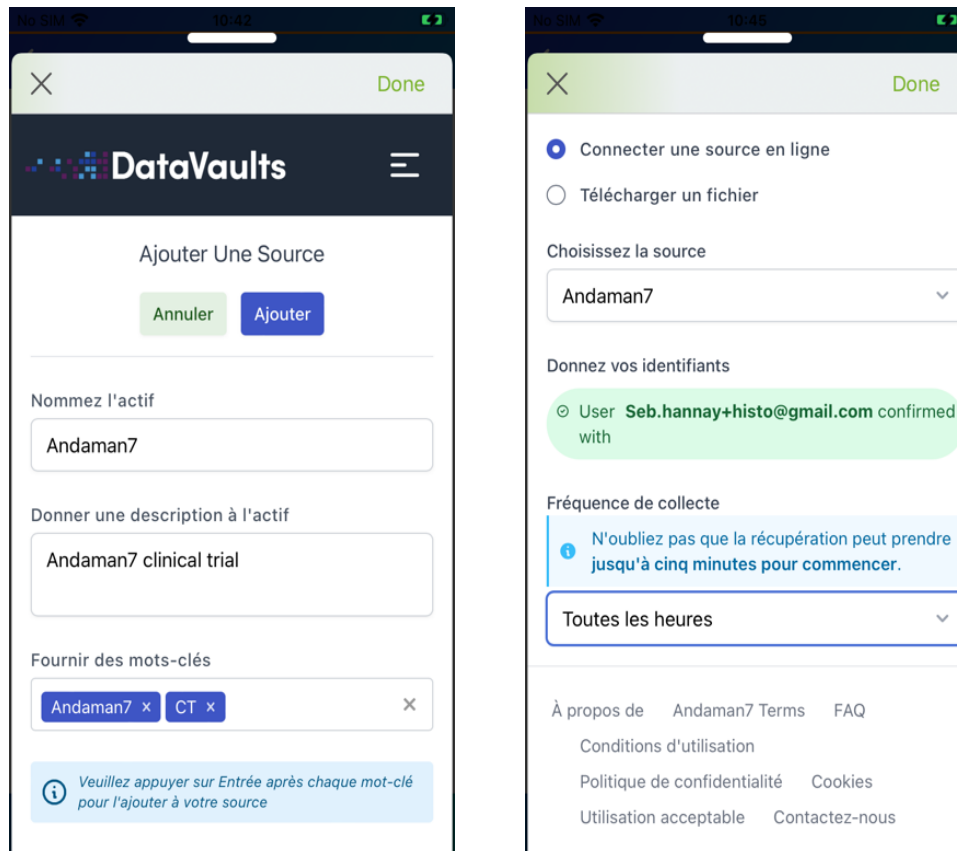 No SIM 10:42
Done
DataVaults
Ajouter Une Source
Annuler Ajouter
Nommez l'actif
Andaman7
Donner une description à l'actif
Andaman7 clinical trial
Fournir des mots-clés
Andaman7 × CT × ×
Veuillez appuyer sur Entrée après chaque mot-clé
pour l'ajouter à votre source
No SIM 10:45
Done
Connecter une source en ligne
Télécharger un fichier
Choisissez la source
Andaman7
Donnez vos identifiants
User Seb.hannay+histo@gmail.com confirmed
with
Fréquence de collecte
N'oubliez pas que la récupération peut prendre
jusqu'à cinq minutes pour commencer.
Toutes les heures
À propos de Andaman7 Terms FAQ
Conditions d'utilisation
Politique de confidentialité Cookies
Utilisation acceptable Contactez-nous